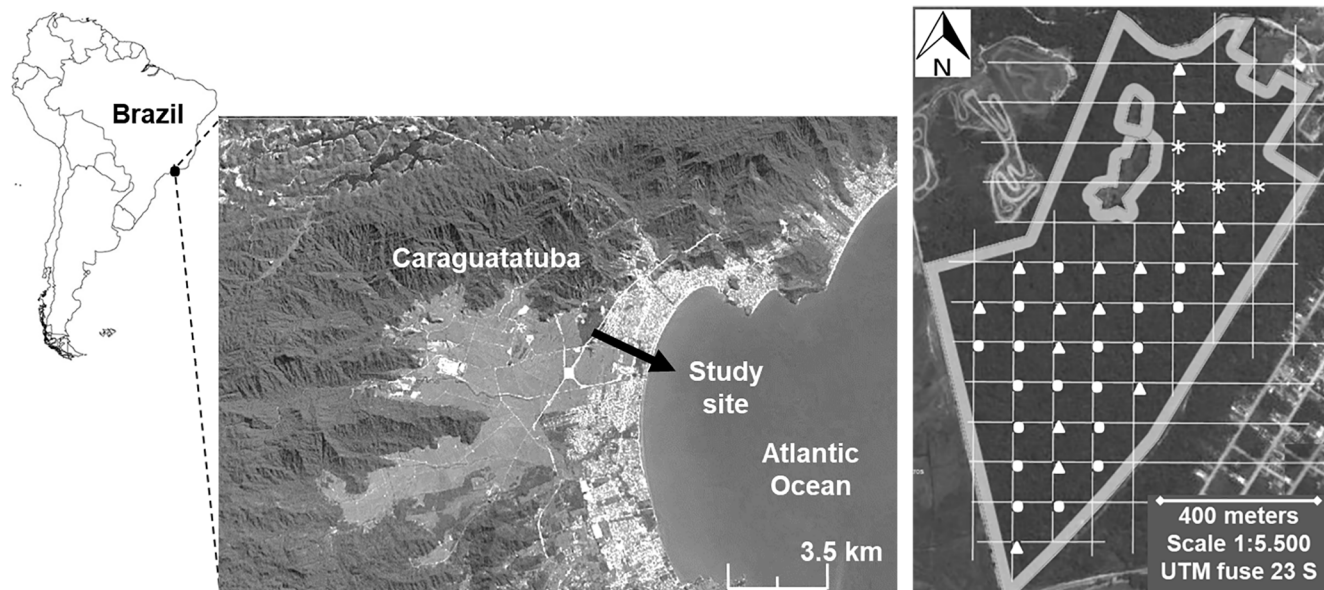 Brazil
Caraguatatuba
Study
site
Atlantic
Ocean
3.5 km
N
400 meters
Scale 1:5.500
UTM fuse 23 S